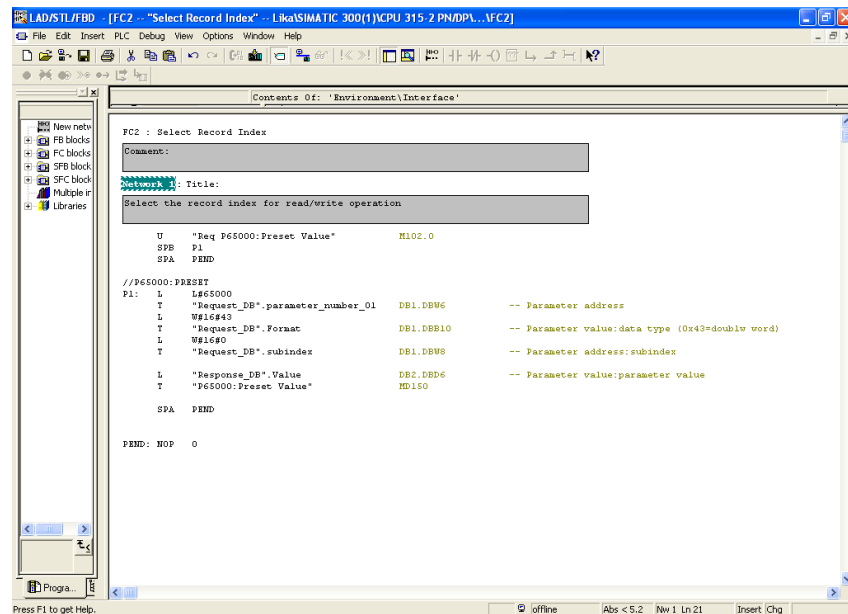 LAD/STL/FBD - [FC2 -- "Select Record Index" -- Lika\SIMATIC 300(1)\CPU 315-2 PN/DP\...\FC2]
File Edit Insert PLC Debug View Options Window Help
Contents Of: 'Environment\Interface'
New netw
FB blocks
FC blocks
SFB block
SFC block
Multiple in
Libraries
FC2 : Select Record Index
Comment:
Network 1: Title:
Select the record index for read/write operation
U "Req P65000:Preset Value" M102.0
SPB P1
SPA PEND
//P65000:PRESET
P1: L L#65000
T "Request_DB".parameter_number_01 DB1.DBW6 -- Parameter address
L W#16#43
T "Request_DB".Format DB1.DBB10 -- Parameter value:data type (0x43=doublw word)
L W#16#0
T "Request_DB".subindex DB1.DBW8 -- Parameter address:subindex
L "Response_DB".Value DB2.DBD6 -- Parameter value:parameter value
T "P65000:Preset Value" MD150
SPA PEND
PEND: NOP 0
Progra...
Press F1 to get Help.
offline Abs < 5.2 Nw 1 Ln 21 Insert Chg